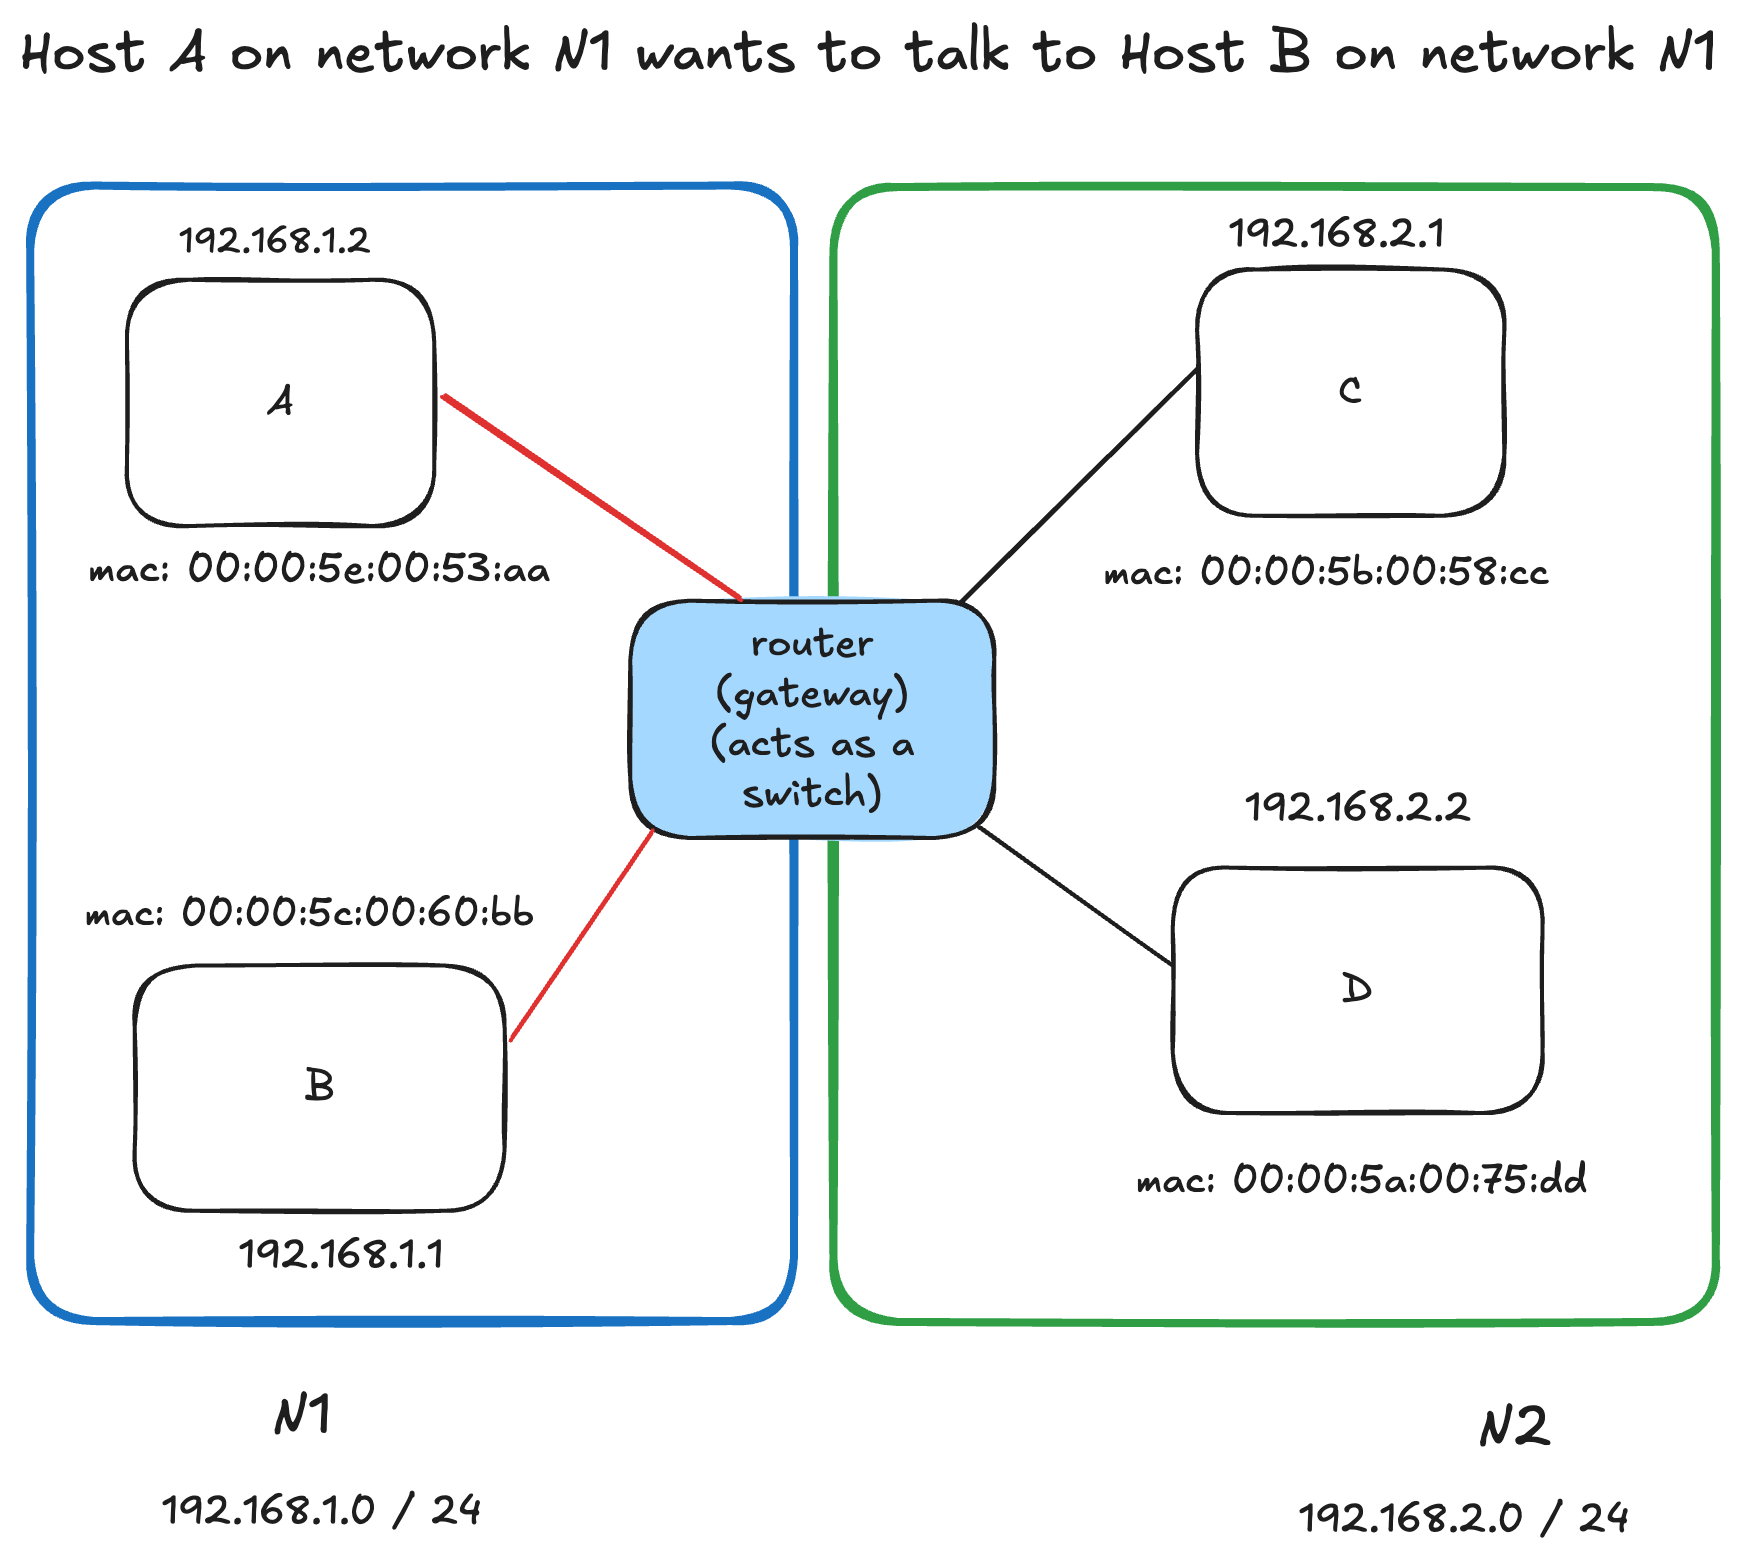 Host A on network N1 wants to talk to Host B on network N1
192.168.1.2
A
mac: 00:00:5e:00:53:aa
192.168.2.1
C
mac: 00:00:5b:00:58:cc
router
(gateway)
(acts as a
switch)
mac: 00:00:5c:00:60:bb
B
192.168.1.1
192.168.2.2
D
mac: 00:00:5a:00:75:dd
N1
192.168.1.0 / 24
N2
192.168.2.0 / 24